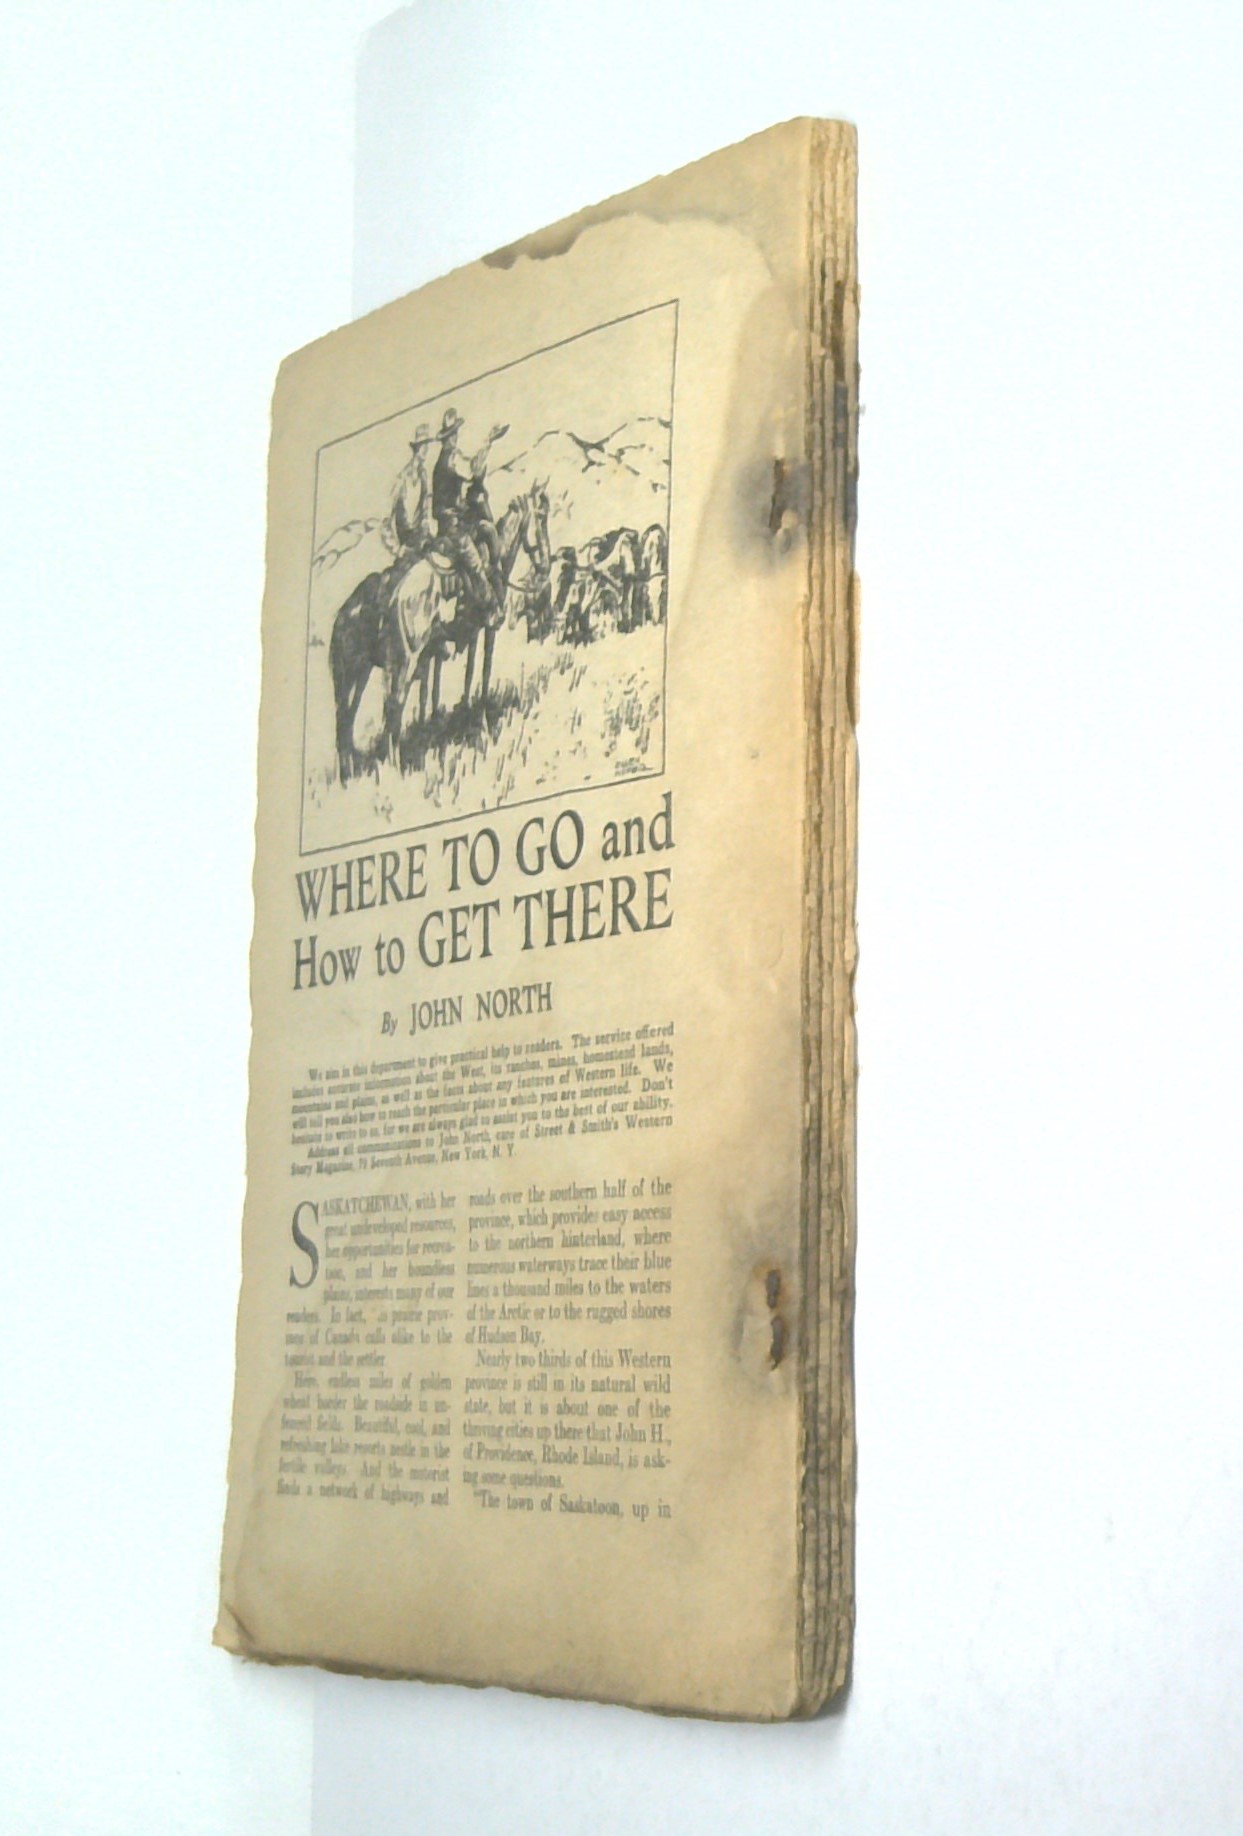 WHERE TO GO and
How to GET THERE
By JOHN NORTH
We aim in this department to give practical help to readers. The service offered
includes accurate information about the West, its ranches, mines, homestead lands,
mountains and plains, as well as the facts about any features of Western life. We
will tell you also how to reach the particular place in which you are interested. Don't
hesitate to write to us, for we are always glad to assist you to the best of our ability.
Address all communications to John North, care of Street & Smith's Western
Story Magazine, 79 Seventh Avenue, New York, N. Y.
SASKATCHEWAN, with her
great undeveloped resources,
her opportunities for recrea-
tion, and her boundless
plains, interests many of our
readers. In fact, prairie prov-
ince of Canada calls alike to the
tourist and the settler.
Here, endless miles of golden
wheat border the roadside in un-
fenced fields. Beautiful, cool, and
refreshing lake resorts nestle in the
fertile valleys. And the motorist
finds a network of highways and
roads over the southern half of the
province, which provides easy access
to the northern hinterland, where
numerous waterways trace their blue
lines a thousand miles to the waters
of the Arctic or to the rugged shores
of Hudson Bay.
Nearly two thirds of this Western
province is still in its natural wild
state, but it is about one of the
thriving cities up there that John H.,
of Providence, Rhode Island, is ask-
ing some questions.
"The town of Saskatoon, up in